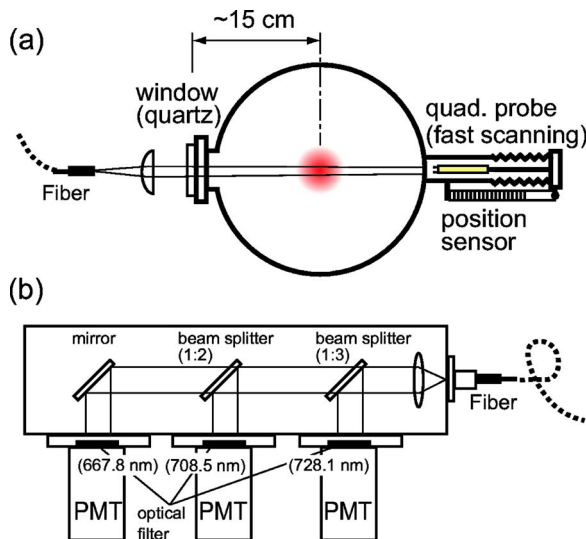 (a)
~15 cm
window
(quartz)
quad. probe
(fast scanning)
Fiber
position
sensor
(b)
mirror
beam splitter
(1:2)
beam splitter
(1:3)
Fiber
(667.8 nm)
(708.5 nm)
(728.1 nm)
PMT
optical
filter
PMT
PMT